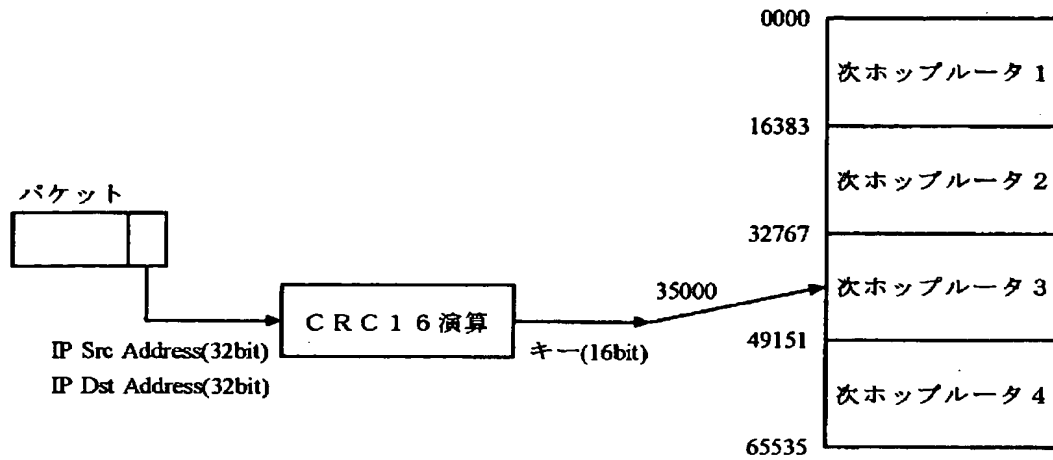 0000
次ホップルータ1
16383
次ホップルータ2
32767
パケット
35000
次ホップルータ3
CRC16演算
IP Src Address(32bit)
キー(16bit)
49151
IP Dst Address(32bit)
次ホップルータ4
65535